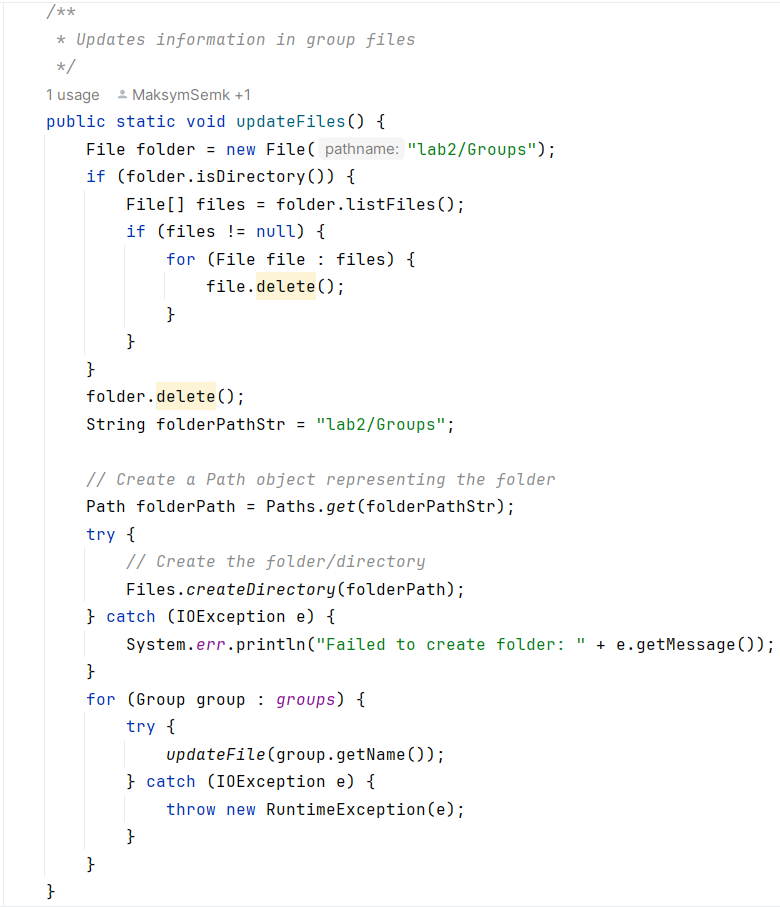 /**
 * Updates information in group files
 */
1 usage   MaksymSemk +1
public static void updateFiles() {
    File folder = new File( pathname: "lab2/Groups");
    if (folder.isDirectory()) {
        File[] files = folder.listFiles();
        if (files != null) {
            for (File file : files) {
                file.delete();
            }
        }
    }
    folder.delete();
    String folderPathStr = "lab2/Groups";

    // Create a Path object representing the folder
    Path folderPath = Paths.get(folderPathStr);
    try {
        // Create the folder/directory
        Files.createDirectory(folderPath);
    } catch (IOException e) {
        System.err.println("Failed to create folder: " + e.getMessage());
    }
    for (Group group : groups) {
        try {
            updateFile(group.getName());
        } catch (IOException e) {
            throw new RuntimeException(e);
        }
    }
}